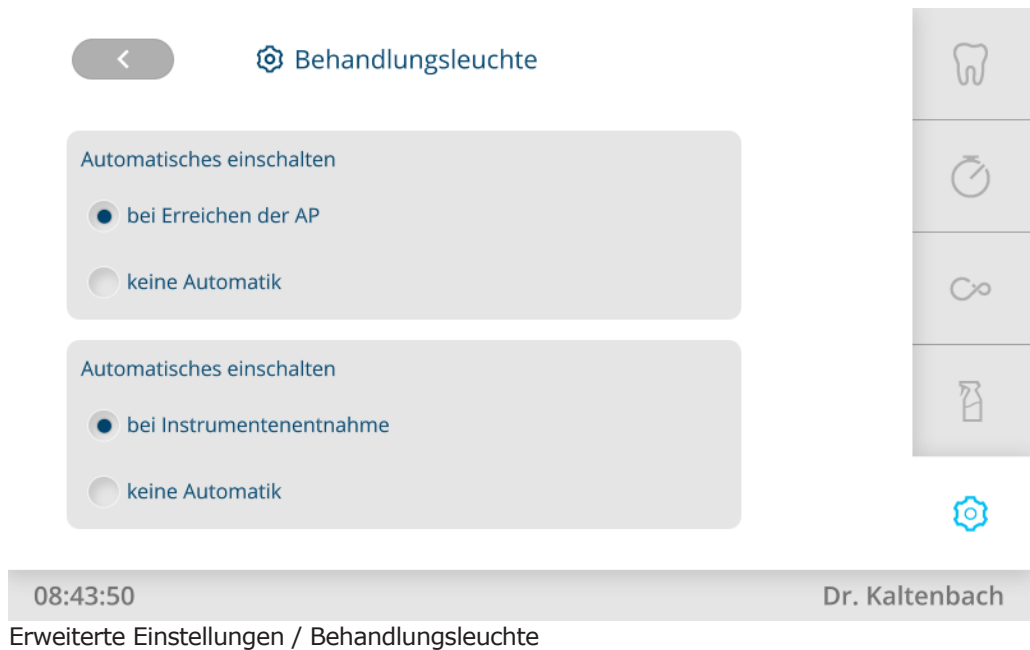 Behandlungsleuchte
Automatisches einschalten
bei Erreichen der AP
keine Automatik
Automatisches einschalten
bei Instrumentenentnahme
keine Automatik
08:43:50 Dr. Kaltenbach
Erweiterte Einstellungen / Behandlungsleuchte